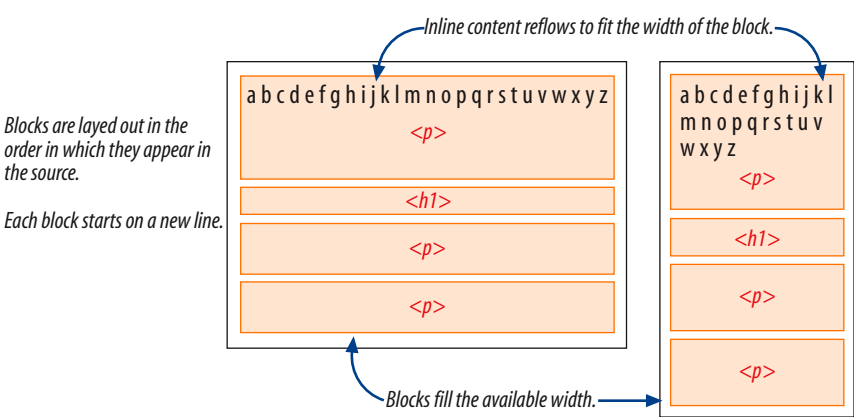 Inline content reflows to fit the width of the block.
Blocks are layed out in the
order in which they appear in
the source.
Each block starts on a new line.
a b c d e f g h i j k l m n o p q r s t u v w x y z
<p>
<h1>
<p>
<p>
a b c d e f g h i j k l
m n o p q r s t u v
w x y z
<p>
<h1>
<p>
<p>
Blocks fill the available width.